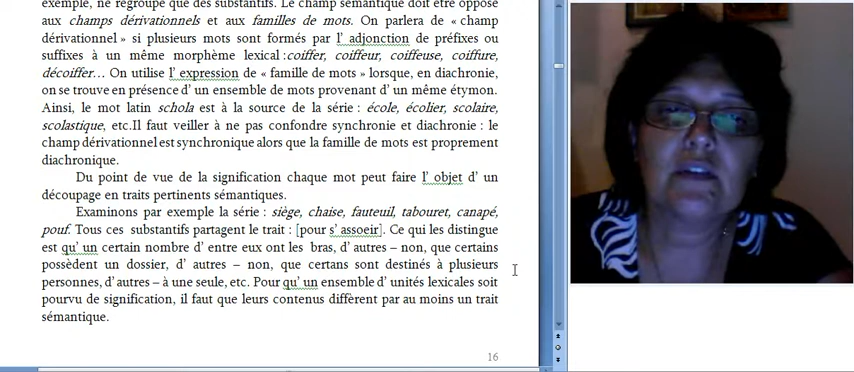 exemple, ne regroupe que des substantifs. Le champ sémantique doit être opposé
aux champs dérivationnels et aux familles de mots. On parlera de « champ
dérivationnel » si plusieurs mots sont formés par l’ adjonction de préfixes ou
suffixes à un même morphème lexical :coiffer, coiffeur, coiffeuse, coiffure,
décoiffer… On utilise l’ expression de « famille de mots » lorsque, en diachronie,
on se trouve en présence d’ un ensemble de mots provenant d’ un même étymon.
Ainsi, le mot latin schola est à la source de la série : école, écolier, scolaire,
scolastique, etc.Il faut veiller à ne pas confondre synchronie et diachronie : le
champ dérivationnel est synchronique alors que la famille de mots est proprement
diachronique.
Du point de vue de la signification chaque mot peut faire l’ objet d’ un
découpage en traits pertinents sémantiques.
Examinons par exemple la série : siège, chaise, fauteuil, tabouret, canapé,
pouf. Tous ces substantifs partagent le trait : [pour s’ assoeir]. Ce qui les distingue
est qu’ un certain nombre d’ entre eux ont les bras, d’ autres – non, que certains
possèdent un dossier, d’ autres – non, que certans sont destinés à plusieurs
personnes, d’ autres – à une seule, etc. Pour qu’ un ensemble d’ unités lexicales soit
pourvu de signification, il faut que leurs contenus diffèrent par au moins un trait
sémantique.
16